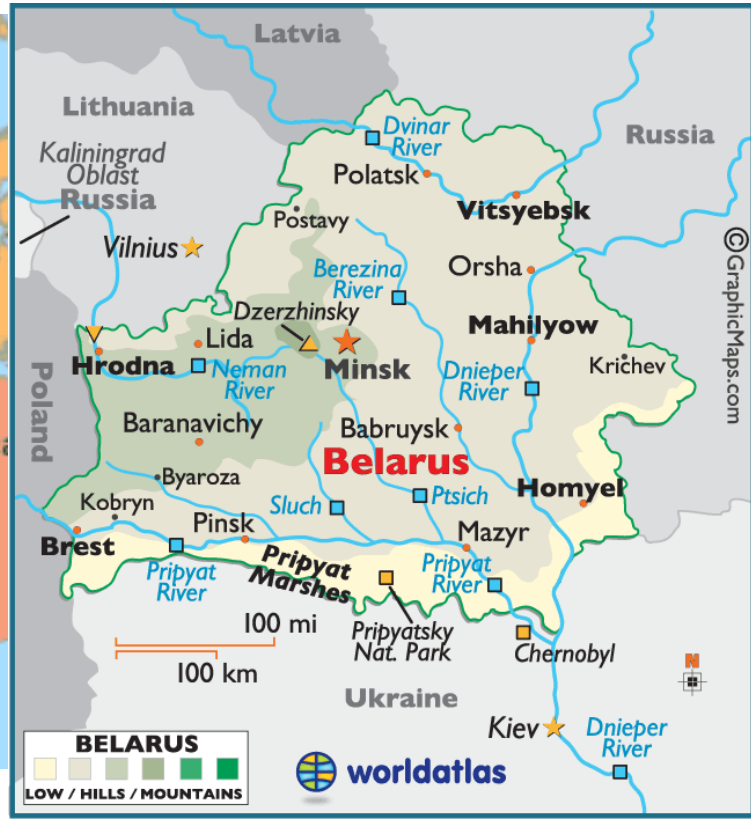 Latvia
Lithuania
Russia
Kaliningrad
Oblast
Russia
Dvinar
River
Polatsk
Vitsyebsk
Postavy
Vilnius
Berezina
River
Orsha
Dzerzhinsky
Lida
Mahilyow
Hrodna
Neman
River
Minsk
Dnieper
River
Krichev
Poland
Baranavichy
Babruysk
Belarus
Byaroza
Sluch
Ptsich
Homyel
Kobryn
Pinsk
Brest
Mazyr
Pripyat
River
Pripyat
Marshes
Pripyat
River
100 mi
100 km
Pripyatsky
Nat. Park
Chernobyl
Ukraine
N
Kiev
Dnieper
River
BELARUS
LOW / HILLS / MOUNTAINS
worldatlas
©GraphicMaps.com